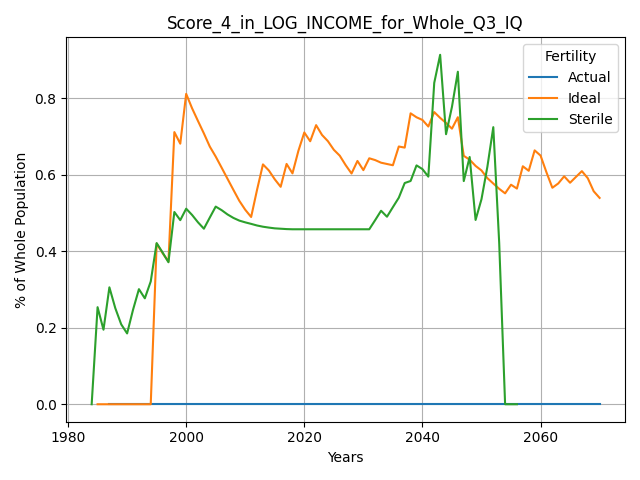 Score_4_in_LOG_INCOME_for_Whole_Q3_IQ
Fertility
Actual
Ideal
Sterile
% of Whole Population
0.8
0.6
0.4
0.2
0.0
1980
2000
2020
2040
2060
Years